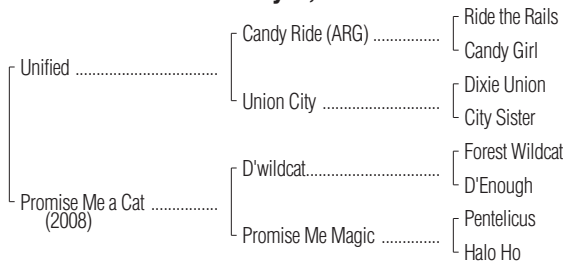 Ride the Rails
Candy Ride (ARG) ................
Candy Girl
Unified ..................................
Dixie Union
Union City ............................
City Sister
Forest Wildcat
D'wildcat................................
D'Enough
Promise Me a Cat ................
(2008)
Pentelicus
Promise Me Magic ..............
Halo Ho